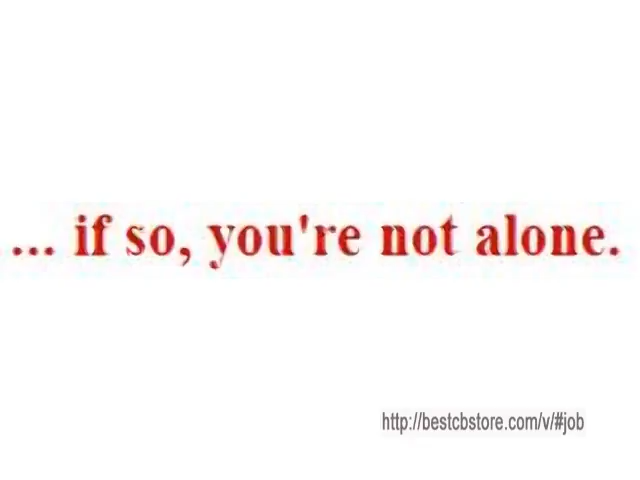 ... if so, you're not alone.
http://bestcbstore.com/v/#job